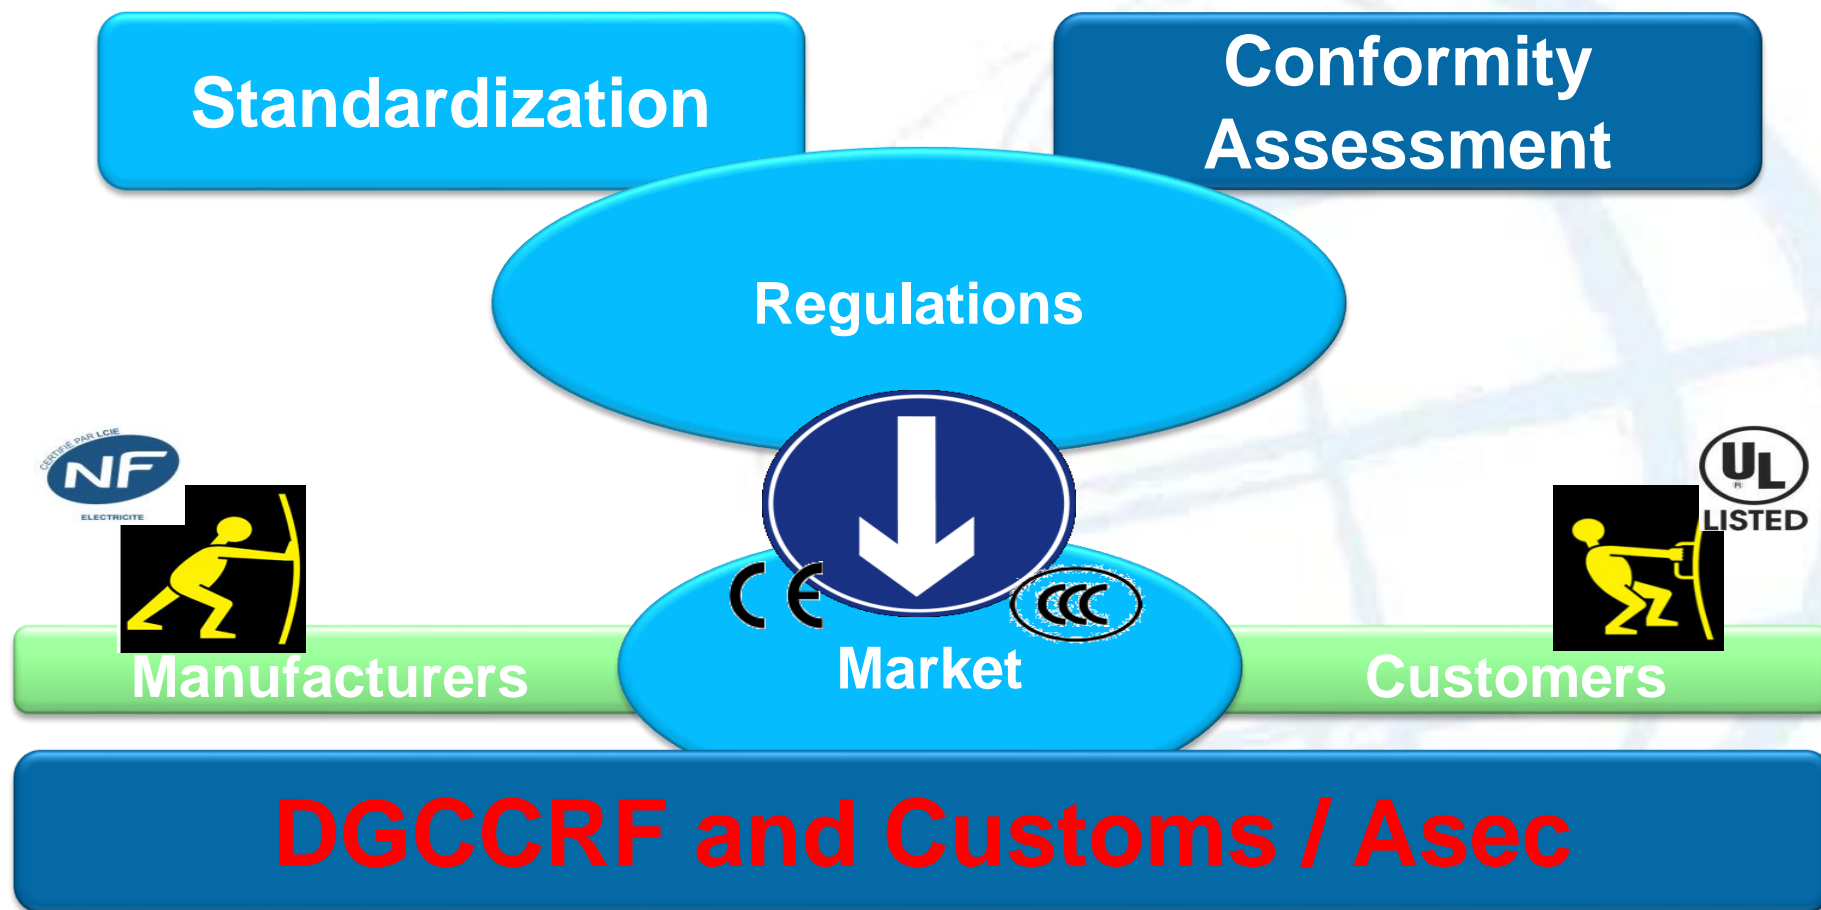 Standardization
Conformity
Assessment
Regulations
CERTIFIÉ PAR LCIE
NF
ELECTRICITE
UL
®
LISTED
CE
CCC
Manufacturers
Market
Customers
DGCCRF and Customs / Asec